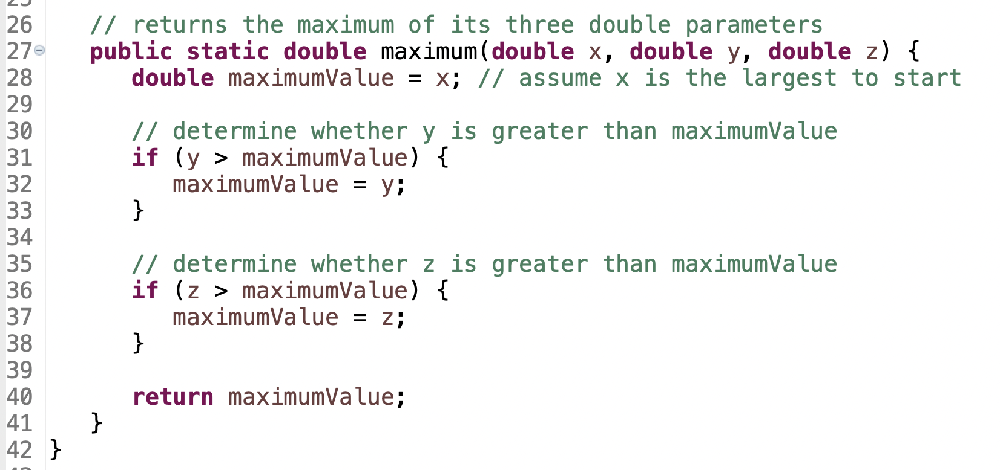 26 // returns the maximum of its three double parameters
27 public static double maximum(double x, double y, double z) {
28 double maximumValue = x; // assume x is the largest to start
29
30 // determine whether y is greater than maximumValue
31 if (y > maximumValue) {
32 maximumValue = y;
33 }
34
35 // determine whether z is greater than maximumValue
36 if (z > maximumValue) {
37 maximumValue = z;
38 }
39
40 return maximumValue;
41 }
42 }